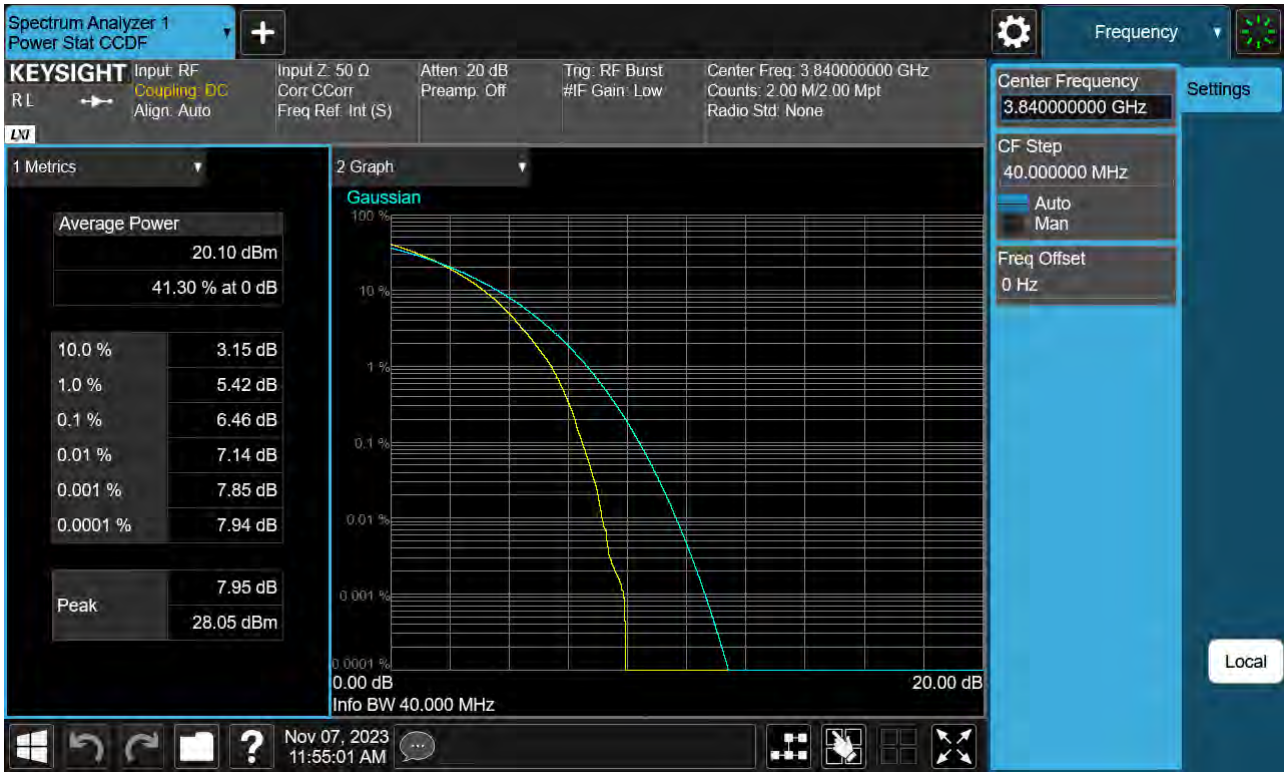 Spectrum Analyzer 1
Power Stat CCDF
+
Frequency
KEYSIGHT
RL
LXI
Input: RF
Coupling: DC
Align: Auto
Input Z: 50 Ω
Corr CCorr
Freq Ref: Int (S)
Atten: 20 dB
Preamp: Off
Trig: RF Burst
#IF Gain: Low
Center Freq: 3.840000000 GHz
Counts: 2.00 M/2.00 Mpt
Radio Std: None
Center Frequency
3.840000000 GHz
Settings
CF Step
40.000000 MHz
Auto
Man
Freq Offset
0 Hz
1 Metrics
Average Power
20.10 dBm
41.30 % at 0 dB
10.0 % 3.15 dB
1.0 % 5.42 dB
0.1 % 6.46 dB
0.01 % 7.14 dB
0.001 % 7.85 dB
0.0001 % 7.94 dB
Peak
7.95 dB
28.05 dBm
2 Graph
Gaussian
100 %
10 %
1 %
0.1 %
0.01 %
0.001 %
0.0001 %
0.00 dB 20.00 dB
Info BW 40.000 MHz
Local
?
Nov 07, 2023
11:55:01 AM